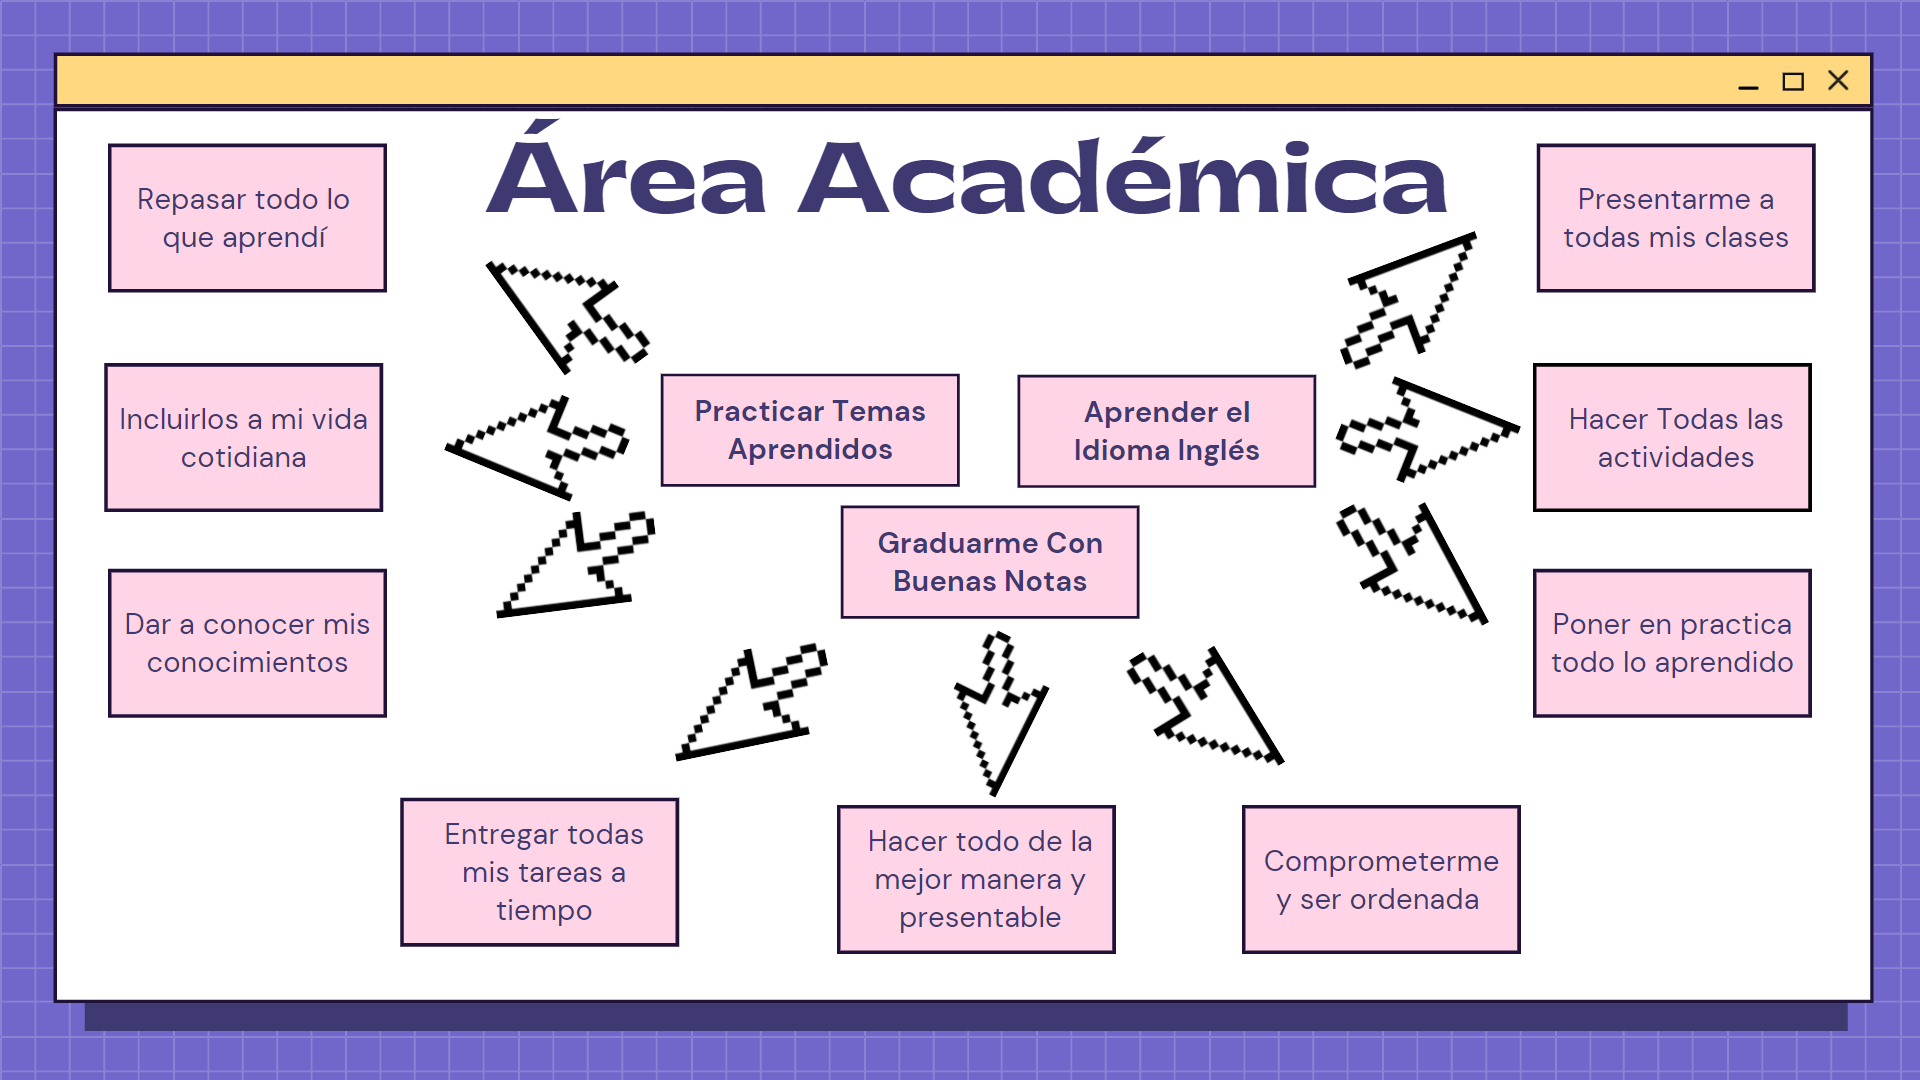 Área Académica
Repasar todo lo
que aprendí
Presentarme a
todas mis clases
Incluirlos a mi vida
cotidiana
Practicar Temas
Aprendidos
Aprender el
Idioma Inglés
Hacer Todas las
actividades
Graduarme Con
Buenas Notas
Dar a conocer mis
conocimientos
Poner en practica
todo lo aprendido
Entregar todas
mis tareas a
tiempo
Hacer todo de la
mejor manera y
presentable
Comprometerme
y ser ordenada